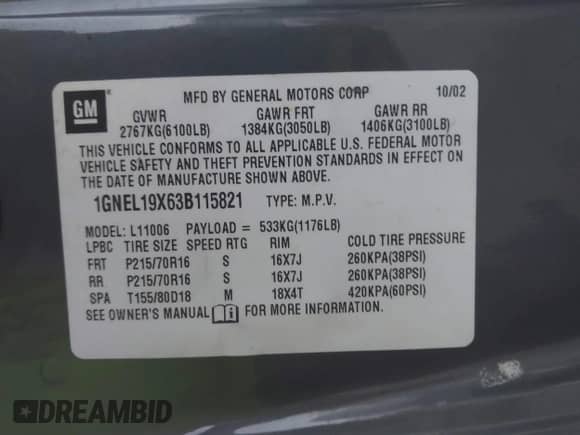 GM
MFD BY GENERAL MOTORS CORP 10/02
GVWR GAWR FRT GAWR RR
2767KG(6100LB) 1384KG(3050LB) 1406KG(3100LB)
THIS VEHICLE CONFORMS TO ALL APPLICABLE U.S. FEDERAL MOTOR
VEHICLE SAFETY AND THEFT PREVENTION STANDARDS IN EFFECT ON
THE DATE OF MANUFACTURE SHOWN ABOVE.
1GNEL19X63B115821 TYPE: M.P.V.
MODEL: L11006 PAYLOAD = 533KG(1176LB)
LPBC TIRE SIZE SPEED RTG RIM COLD TIRE PRESSURE
FRT P215/70R16 S 16X7J 260KPA(38PSI)
RR P215/70R16 S 16X7J 260KPA(38PSI)
SPA T155/80D18 M 18X4T 420KPA(60PSI)
SEE OWNER'S MANUAL i FOR MORE INFORMATION.
DREAMBID